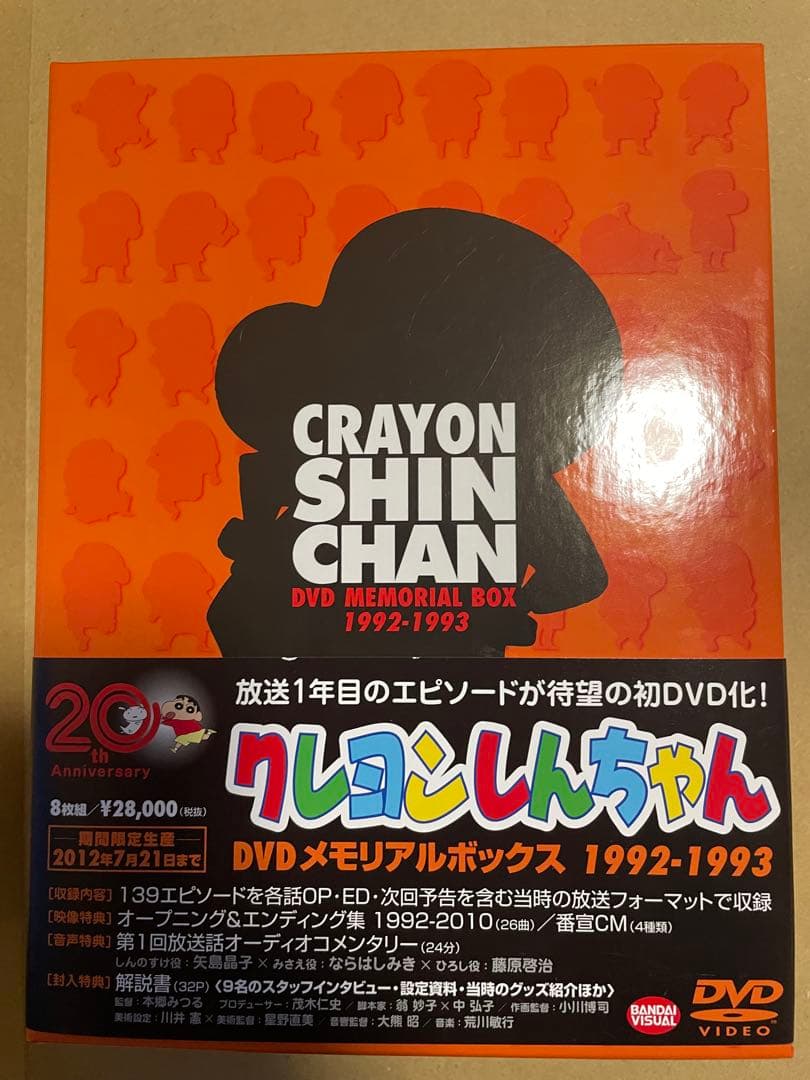 CRAYON
SHIN
CHAN
DVD MEMORIAL BOX
1992-1993
放送1年目のエピソードが待望の初DVD化!
20th
Anniversary
クレヨンしんちゃん
8枚組/¥28,000(税抜)
期間限定生産
2012年7月21日まで
DVDメモリアルボックス 1992-1993
[収録内容] 139エピソードを各話OP・ED・次回予告を含む当時の放送フォーマットで収録
[映像特典] オープニング&エンディング集 1992-2010(26曲)/番宣CM(4種類)
[音声特典] 第1回放送話オーディオコメンタリー(24分)
しんのすけ役:矢島晶子×みさえ役:ならはしみき×ひろし役:藤原啓治
[封入特典] 解説書(32P)〈9名のスタッフインタビュー・設定資料・当時のグッズ紹介ほか〉
監督:本郷みつる プロデューサー:茂木仁史/脚本家:翁 妙子×中 弘子/作画監督:小川博司
美術設定:川井 憲×美術監督:星野直美/音響監督:大熊 昭/音楽:荒川敏行
BANDAI
VISUAL
DVD
VIDEO